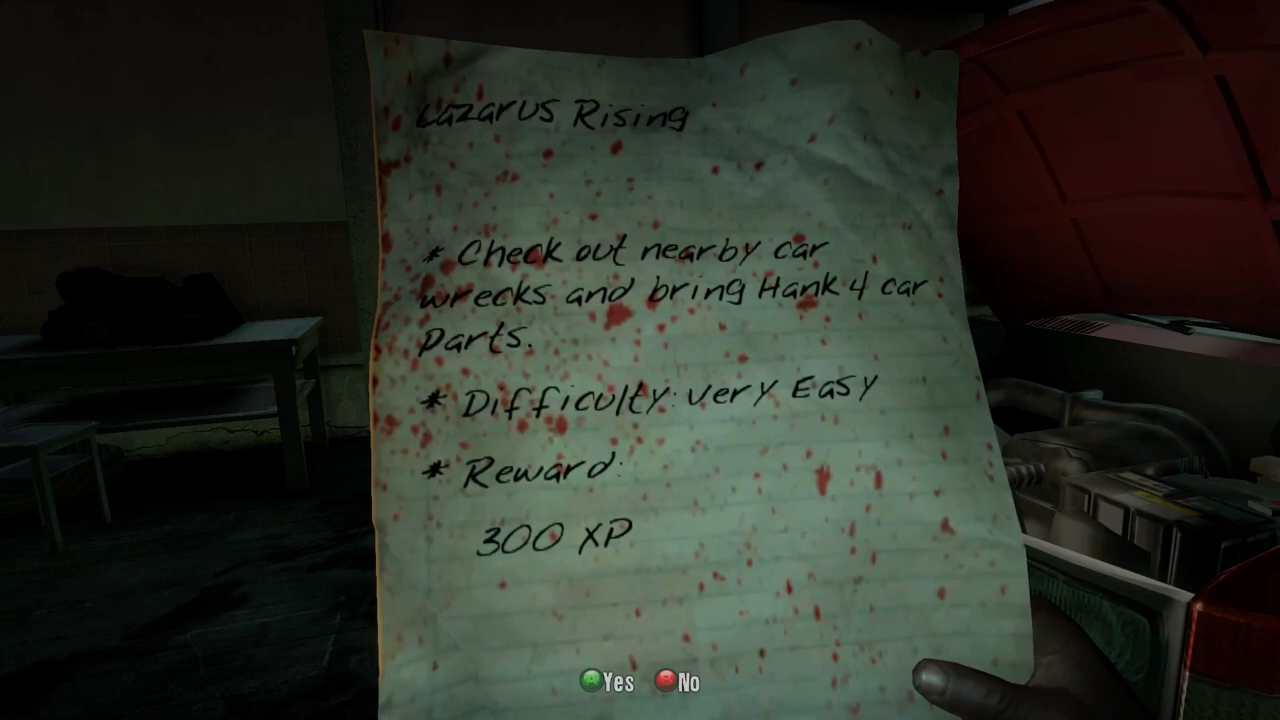 Lazarus Rising
* Check out nearby car
wrecks and bring Hank 4 car
parts.
* Difficulty: very Easy
* Reward:
300 XP
A Yes B No